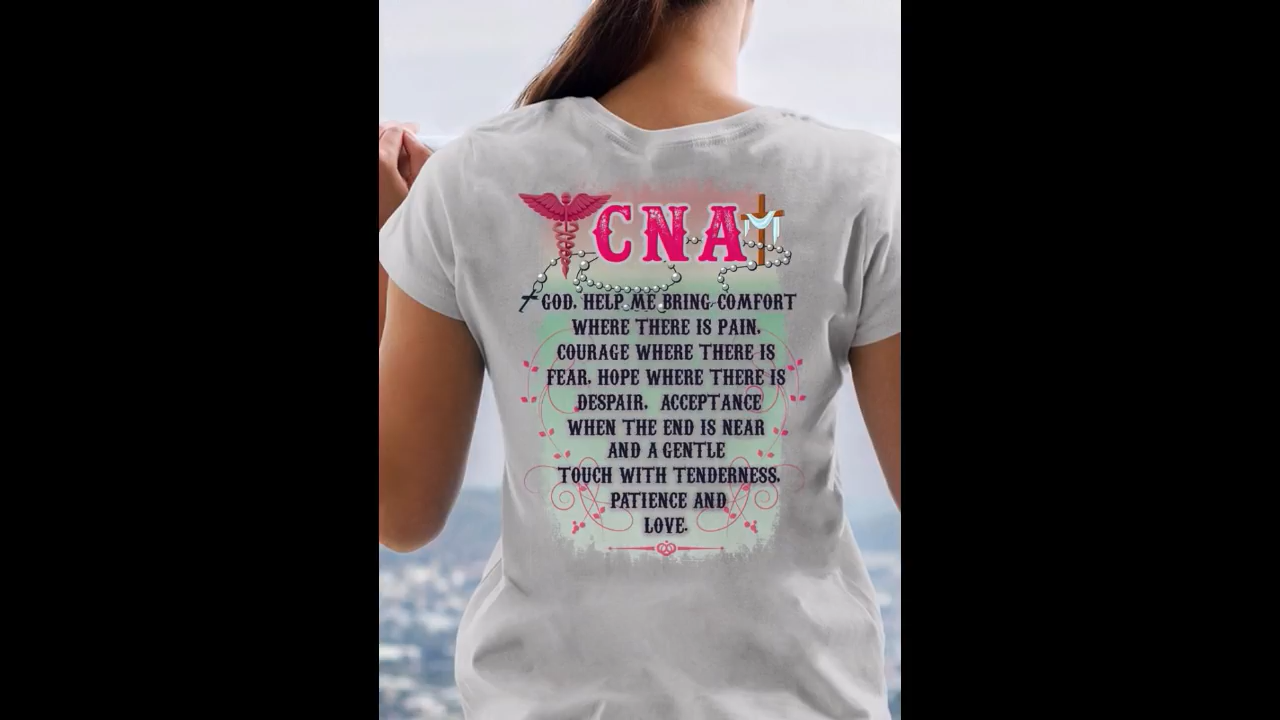 CNA
GOD, HELP ME BRING COMFORT
WHERE THERE IS PAIN,
COURAGE WHERE THERE IS
FEAR, HOPE WHERE THERE IS
DESPAIR, ACCEPTANCE
WHEN THE END IS NEAR
AND A GENTLE
TOUCH WITH TENDERNESS,
PATIENCE AND
LOVE.